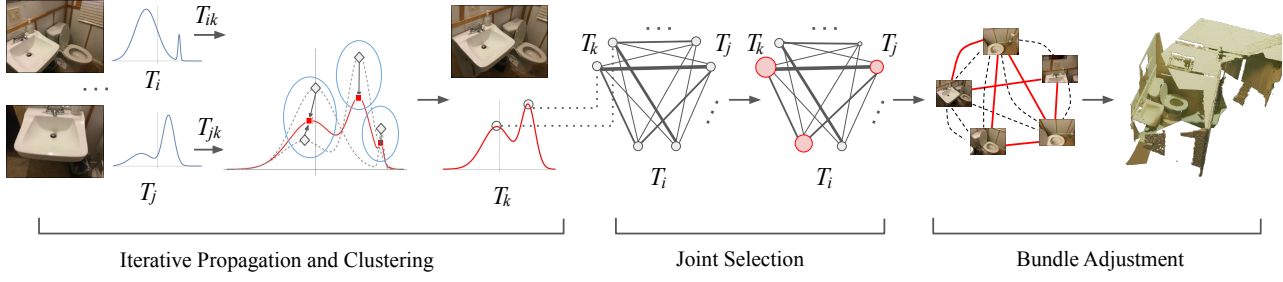 T_ik
T_i
...
T_jk
T_j
T_k
...
T_k
T_j
...
T_i
...
T_k
T_j
...
T_i
Iterative Propagation and Clustering
Joint Selection
Bundle Adjustment